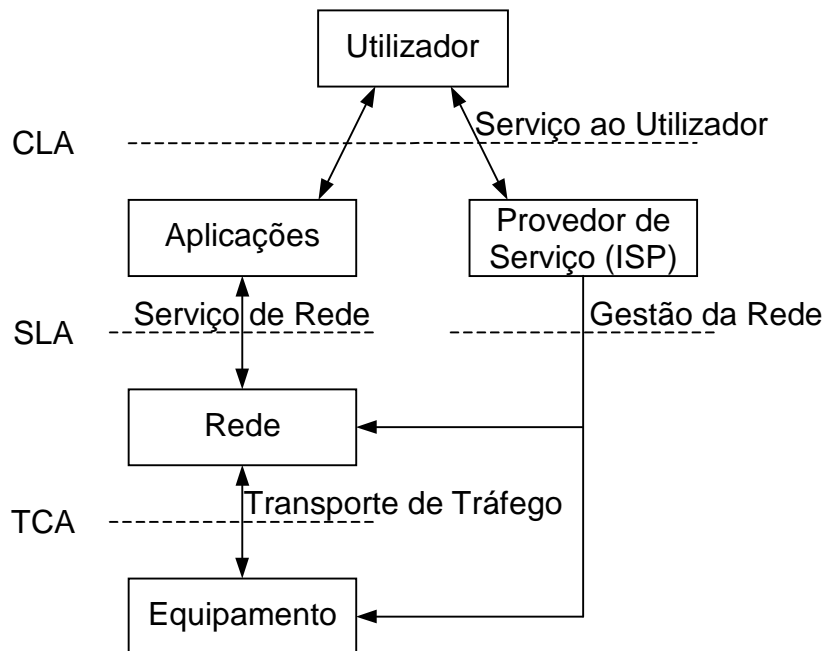 Utilizador
CLA
Serviço ao Utilizador
Aplicações
Provedor de
Serviço (ISP)
SLA
Serviço de Rede
Gestão da Rede
Rede
TCA
Transporte de Tráfego
Equipamento